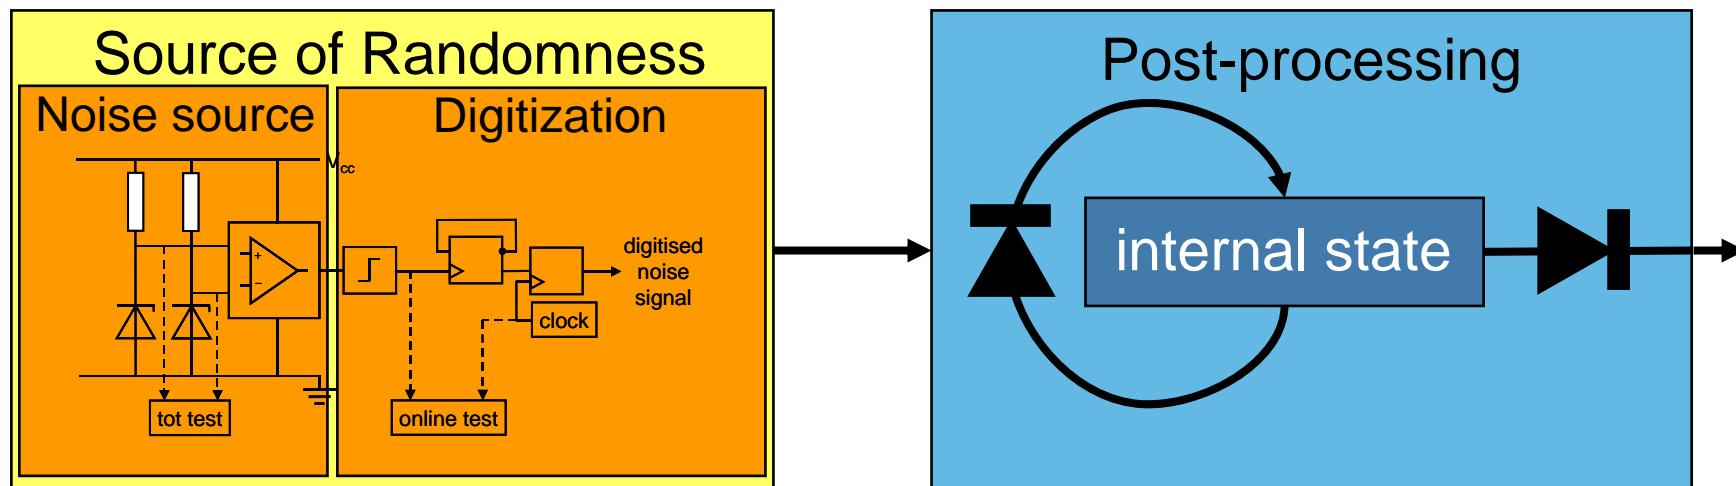 Source of Randomness
Noise source
Digitization
Vcc
+
−
digitised
noise
signal
clock
tot test
online test
Post-processing
internal state